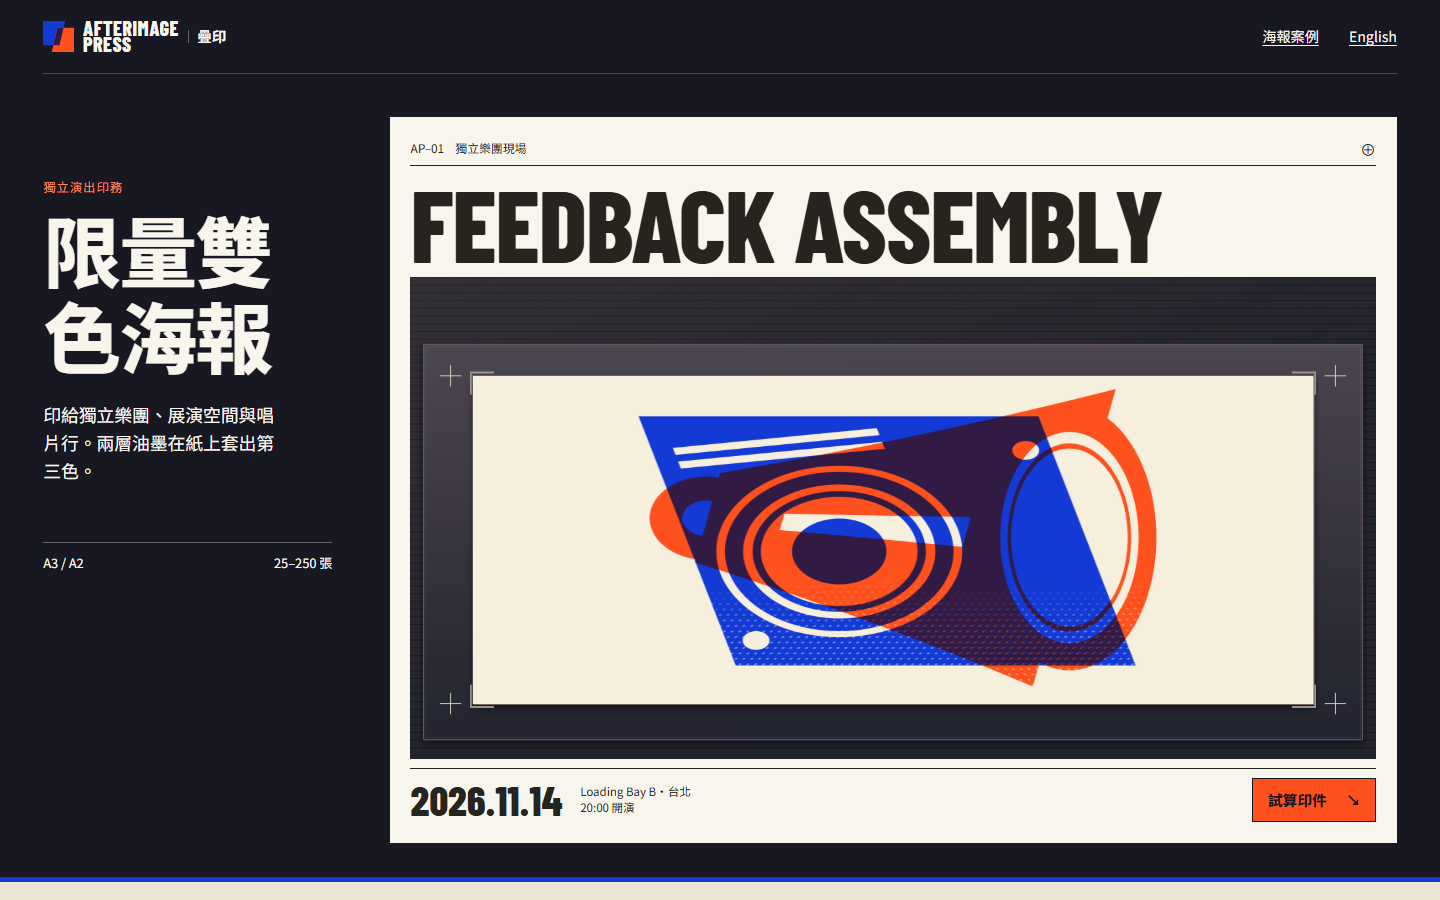 AFTERIMAGE
PRESS
疊印
海報案例
English
獨立演出印務
限量雙
色海報
印給獨立樂團、展演空間與唱
片行。兩層油墨在紙上套出第
三色。
A3 / A2
25–250 張
AP–01 獨立樂團現場
FEEDBACK ASSEMBLY
2026.11.14
Loading Bay B・台北
20:00 開演
試算印件 ↘